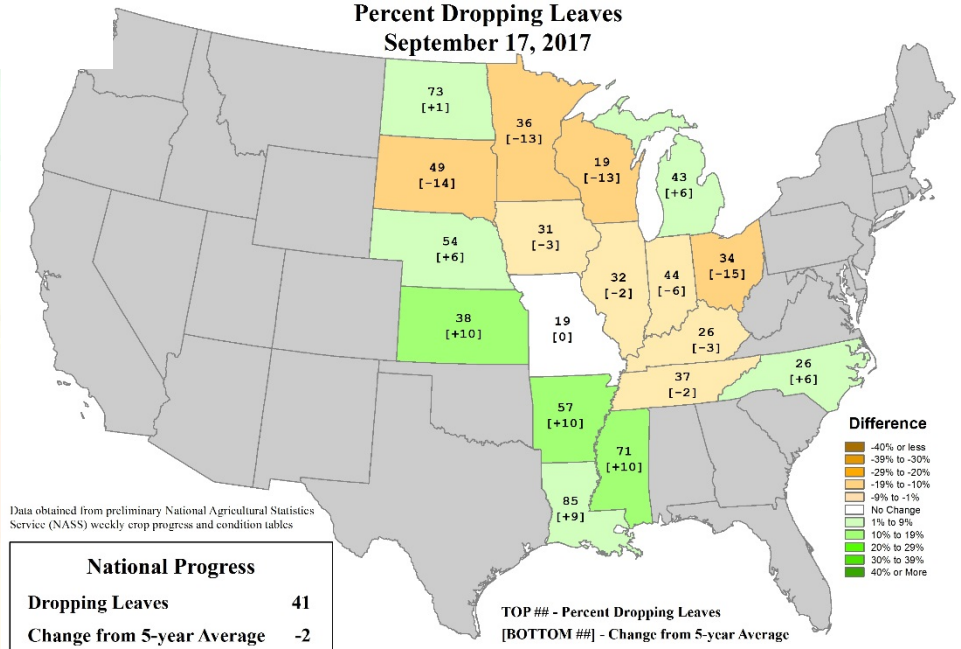 Percent Dropping Leaves
September 17, 2017
73
[+1]
36
[-13]
19
[-13]
49
[-14]
43
[+6]
54
[+6]
31
[-3]
32
[-2]
44
[-6]
34
[-15]
38
[+10]
19
[0]
26
[-3]
26
[+6]
37
[-2]
57
[+10]
71
[+10]
85
[+9]
Difference
-40% or less
-39% to -30%
-29% to -20%
-19% to -10%
-9% to -1%
No Change
1% to 9%
10% to 19%
20% to 29%
30% to 39%
40% or More
Data obtained from preliminary National Agricultural Statistics
Service (NASS) weekly crop progress and condition tables
National Progress
Dropping Leaves 41
Change from 5-year Average -2
TOP ## - Percent Dropping Leaves
[BOTTOM ##] - Change from 5-year Average